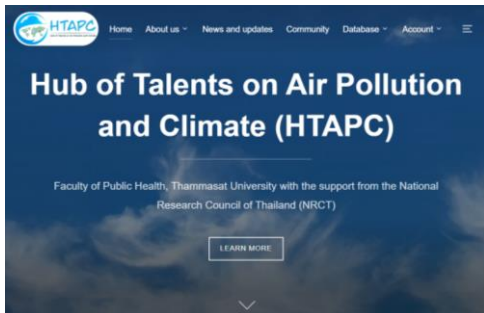 HTAPC
Home About us News and updates Community Database Account
Hub of Talents on Air Pollution
and Climate (HTAPC)
Faculty of Public Health, Thammasat University with the support from the National
Research Council of Thailand (NRCT)
LEARN MORE